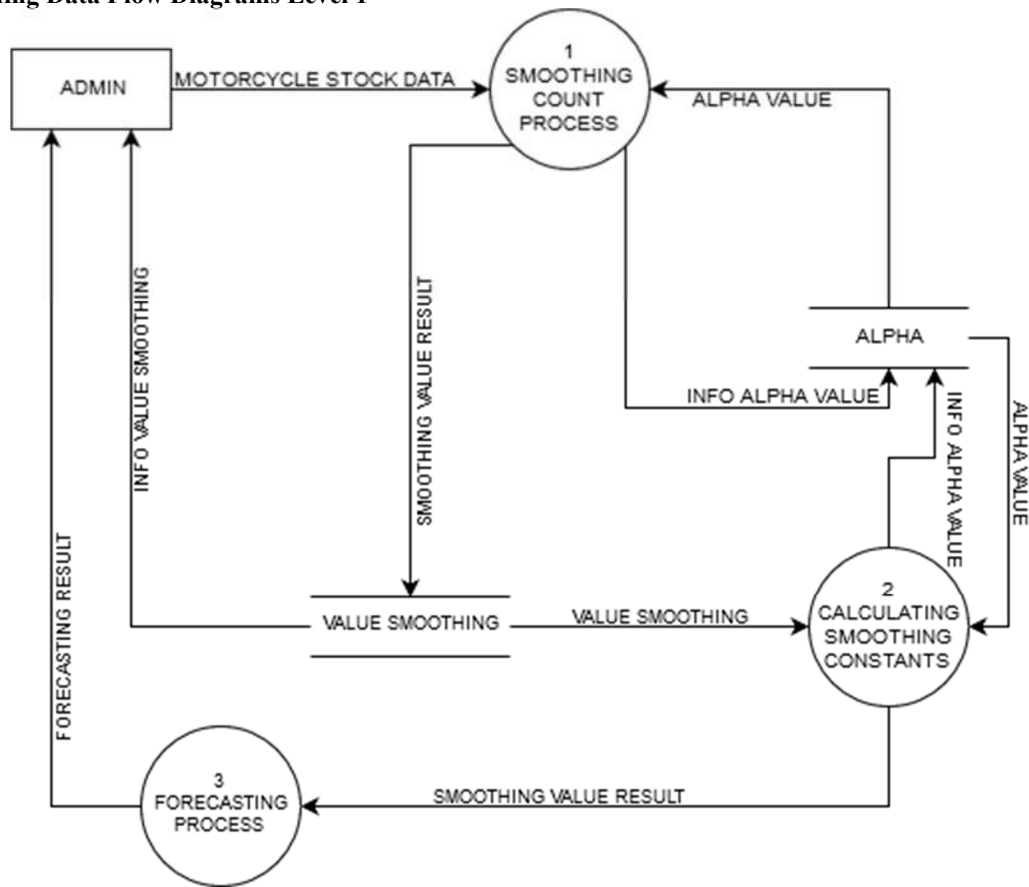 ing Data Flow Diagrams Level 1
ADMIN
MOTORCYCLE STOCK DATA
1
SMOOTHING
COUNT
PROCESS
ALPHA VALUE
INFO VALUE SMOOTHING
SMOOTHING VALUE RESULT
ALPHA
INFO ALPHA VALUE
INFO ALPHA VALUE
ALPHA VALUE
FORECASTING RESULT
VALUE SMOOTHING
VALUE SMOOTHING
2
CALCULATING
SMOOTHING
CONSTANTS
3
FORECASTING
PROCESS
SMOOTHING VALUE RESULT